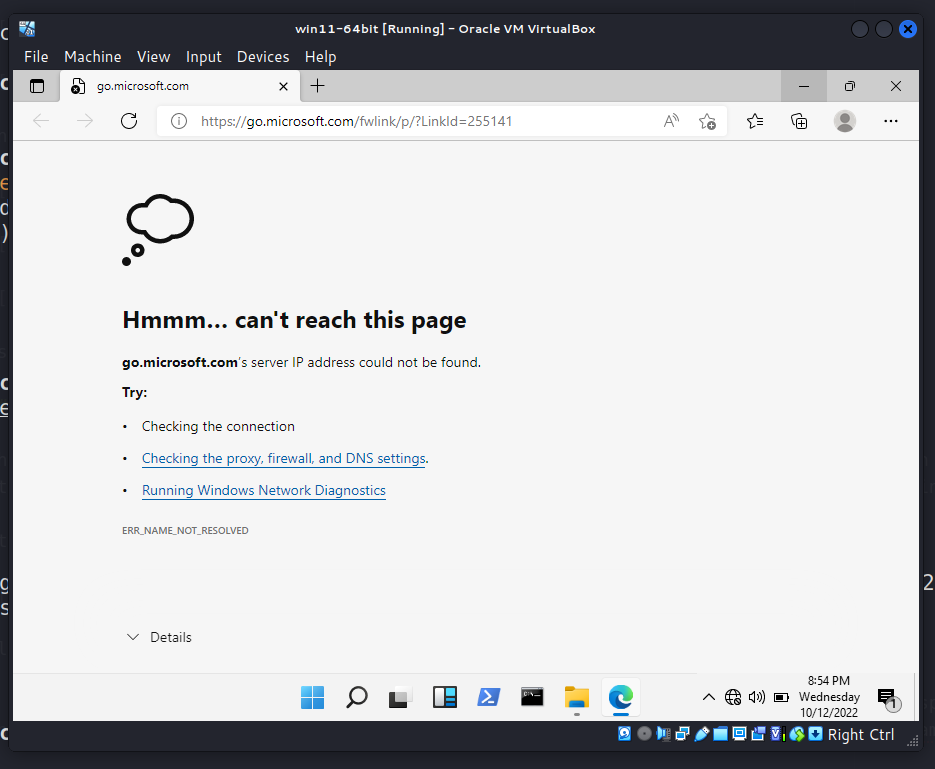 win11-64bit [Running] - Oracle VM VirtualBox
File Machine View Input Devices Help
go.microsoft.com
https://go.microsoft.com/fwlink/p/?LinkId=255141
Hmmm... can't reach this page
go.microsoft.com's server IP address could not be found.
Try:
• Checking the connection
• Checking the proxy, firewall, and DNS settings.
• Running Windows Network Diagnostics
ERR_NAME_NOT_RESOLVED
Details
8:54 PM
Wednesday
10/12/2022
1
Right Ctrl